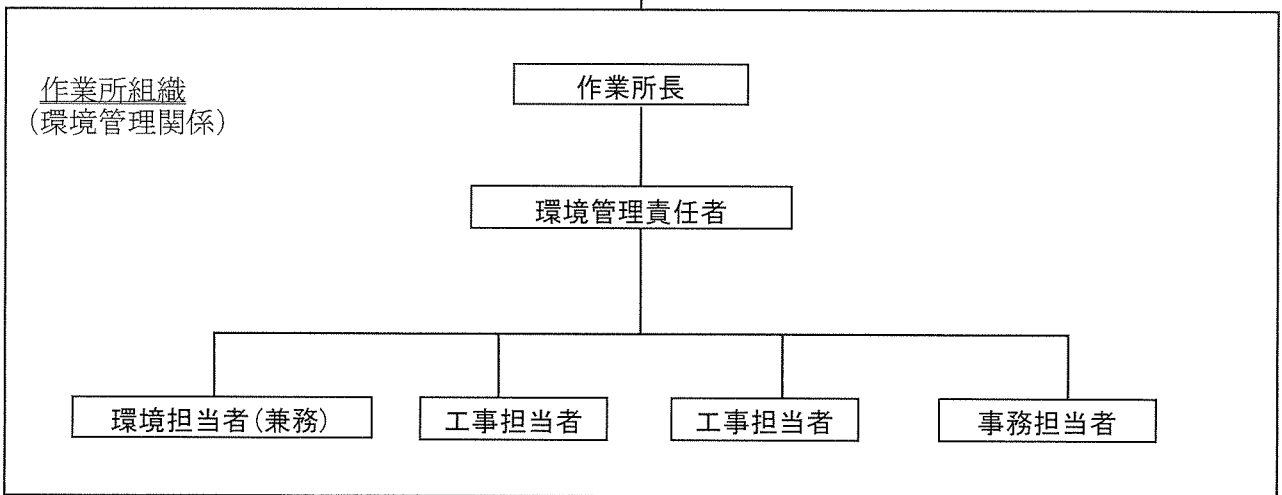 作業所組織
（環境管理関係）
作業所長
環境管理責任者
環境担当者（兼務）
工事担当者
工事担当者
事務担当者